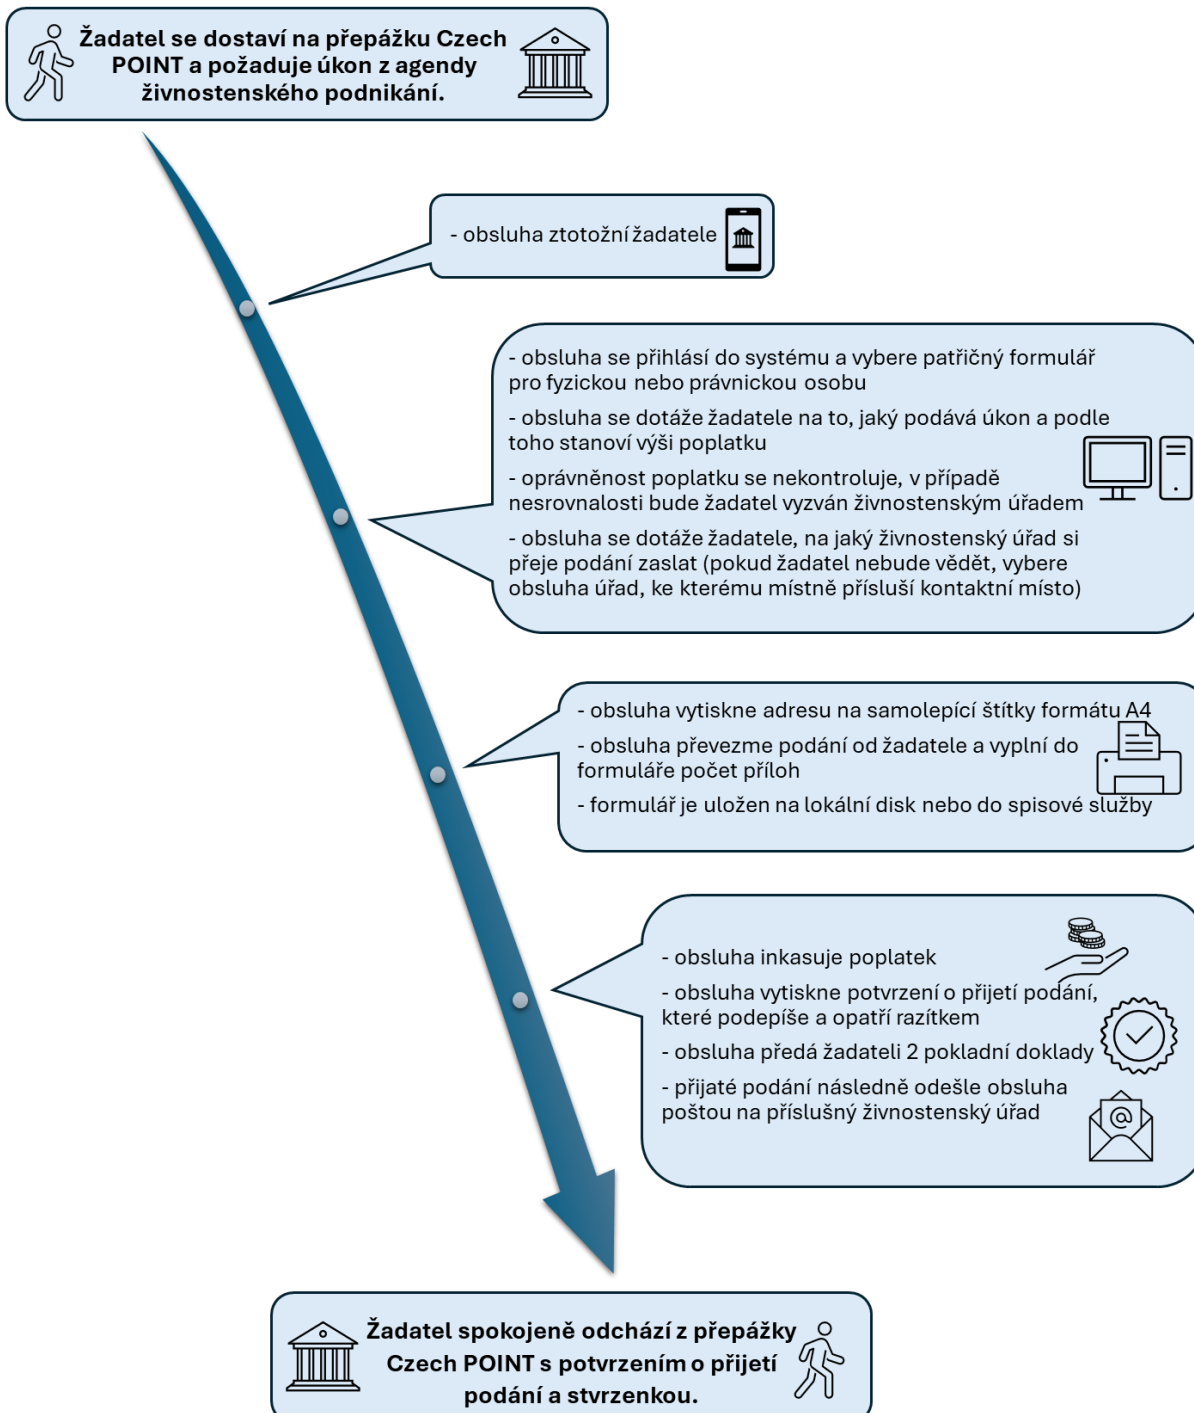 Žadatel se dostaví na přepážku Czech
POINT a požaduje úkon z agendy
živnostenského podnikání.
- obsluha ztotožní žadatele
- obsluha se přihlásí do systému a vybere patřičný formulář
pro fyzickou nebo právnickou osobu
- obsluha se dotáže žadatele na to, jaký podává úkon a podle
toho stanoví výši poplatku
- oprávněnost poplatku se nekontroluje, v případě
nesrovnalosti bude žadatel vyzván živnostenským úřadem
- obsluha se dotáže žadatele, na jaký živnostenský úřad si
přeje podání zaslat (pokud žadatel nebude vědět, vybere
obsluha úřad, ke kterému místně přísluší kontaktní místo)
- obsluha vytiskne adresu na samolepící štítky formátu A4
- obsluha převezme podání od žadatele a vyplní do
formuláře počet příloh
- formulář je uložen na lokální disk nebo do spisové služby
- obsluha inkasuje poplatek
- obsluha vytiskne potvrzení o přijetí podání,
které podepíše a opatří razítkem
- obsluha předá žadateli 2 pokladní doklady
- přijaté podání následně odešle obsluha
poštou na příslušný živnostenský úřad
Žadatel spokojeně odchází z přepážky
Czech POINT s potvrzením o přijetí
podání a stvrzenkou.